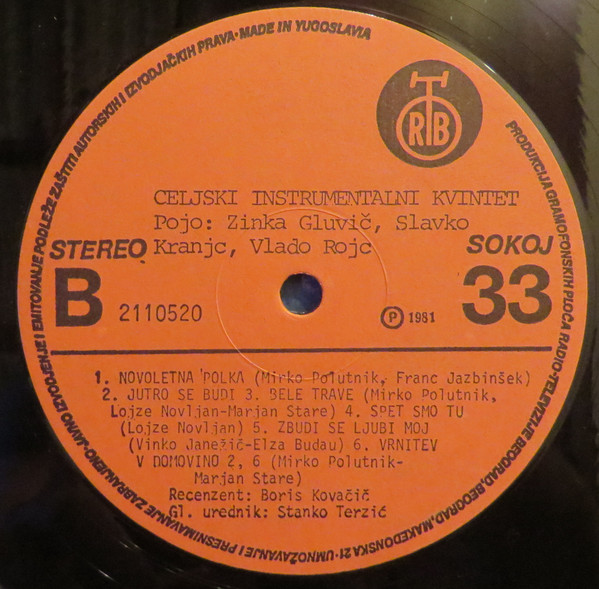 PRODUKCIJA GRAMOFONSKIH PLOČA RADIO-TELEVIZIJE BEOGRAD, BEOGRAD, MAKEDONSKA 21 · UMNOŽAVANJE I PRESNIMAVANJE ZABRANJENO · JAVNO IZVOĐENJE I EMITOVANJE PODLEŽE ZAŠTITI AUTORSKIH I IZVOĐAČKIH PRAVA · MADE IN YUGOSLAVIA
RTB
CELJSKI INSTRUMENTALNI KVINTET
Pojo: Zinka Gluvič, Slavko
Kranjc, Vlado Rojc
STEREO
SOKOJ
B
2110520
Ⓟ 1981
33
1. NOVOLETNA POLKA (Mirko Polutnik, Franc Jazbinšek)
2. JUTRO SE BUDI 3. BELE TRAVE (Mirko Polutnik,
Lojze Novljan-Marjan Stare) 4. SPET SMO TU
(Lojze Novljan) 5. ZBUDI SE LJUBI MOJ
(Vinko Janežič-Elza Budau) 6. VRNITEV
V DOMOVINO 2, 6 (Mirko Polutnik-
Marjan Stare)
Recenzent: Boris Kovačič
Gl. urednik: Stanko Terzić